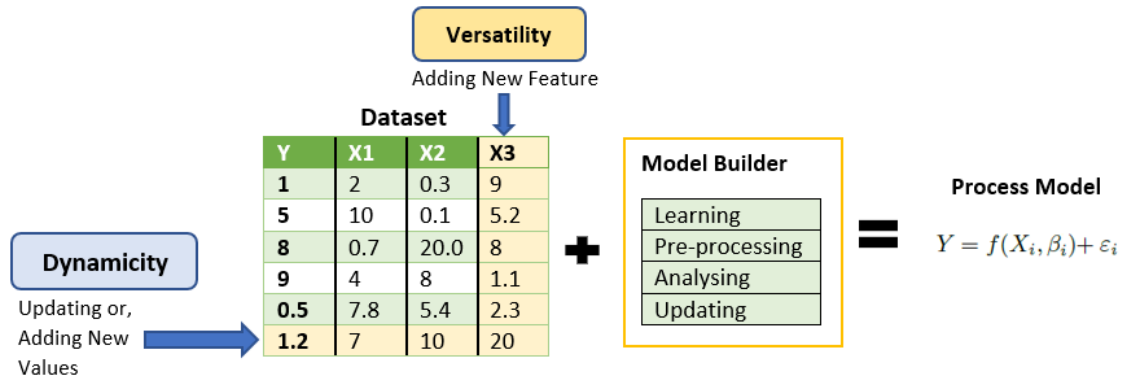 Versatility
Adding New Feature
Dataset
Y X1 X2 X3
1 2 0.3 9
5 10 0.1 5.2
8 0.7 20.0 8
9 4 8 1.1
0.5 7.8 5.4 2.3
1.2 7 10 20
Dynamicity
Updating or,
Adding New
Values
+
Model Builder
Learning
Pre-processing
Analysing
Updating
=
Process Model
Y = f(Xᵢ, βᵢ) + εᵢ